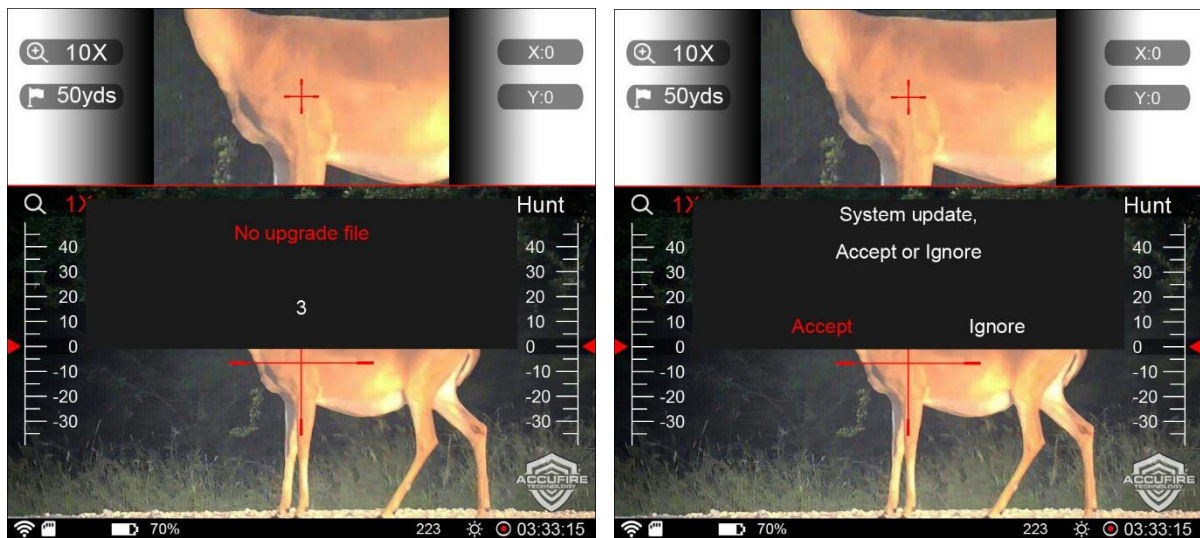 10X
X:0
50yds
Y:0
1X
Hunt
No upgrade file
40
40
30
30
20
20
3
10
10
0
0
-10
-10
-20
-20
-30
-30
ACCUFIRE
TECHNOLOGY
70%
223
03:33:15
10X
X:0
50yds
Y:0
1X
Hunt
System update,
Accept or Ignore
40
40
30
30
20
20
10
10
Accept
Ignore
0
0
-10
-10
-20
-20
-30
-30
ACCUFIRE
TECHNOLOGY
70%
223
03:33:15